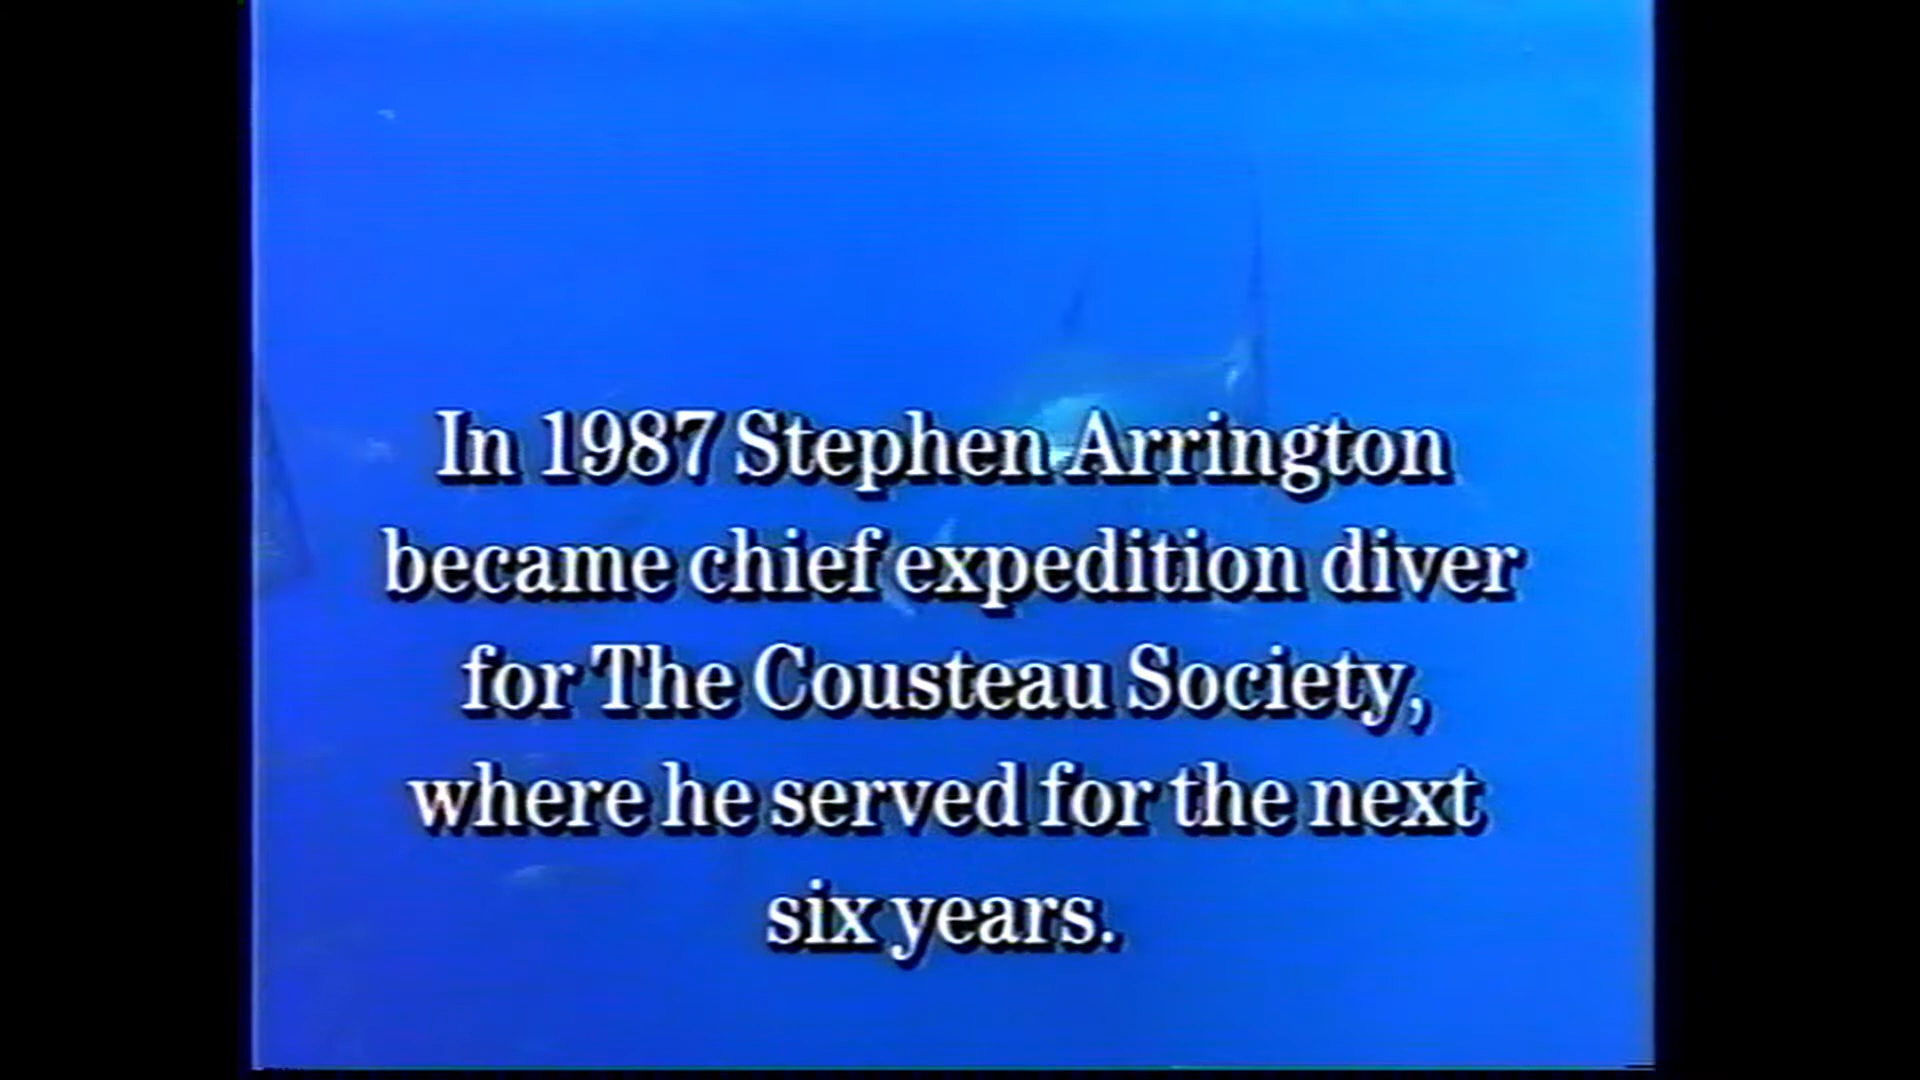 In 1987 Stephen Arrington
became chief expedition diver
for The Cousteau Society,
where he served for the next
six years.